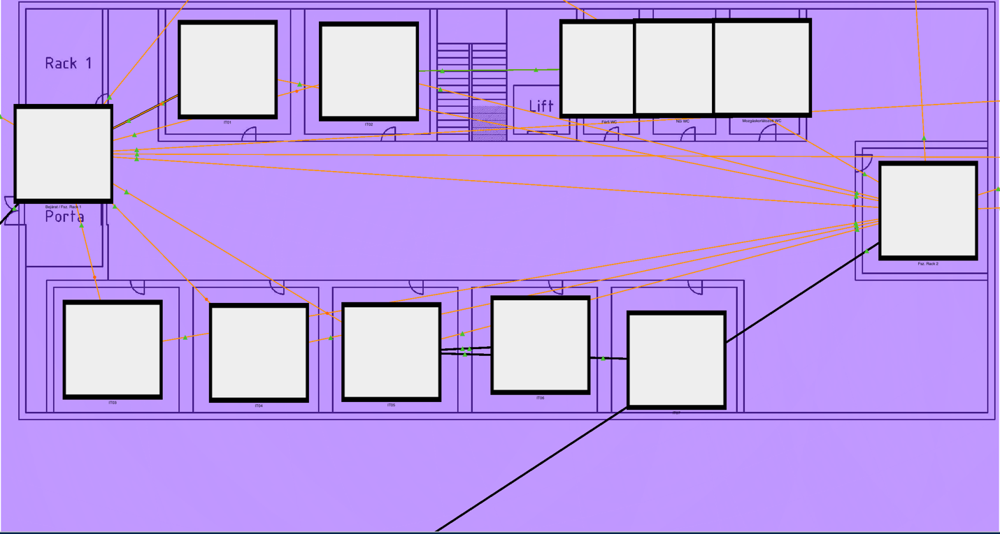 Rack 1
IT01
IT02
Lift
Férfi WC
Női WC
Mozgáskorlátozott WC
Bejárat / Fsz. Rack 1
Porta
Fsz. Rack 2
IT03
IT04
IT05
IT06
IT07